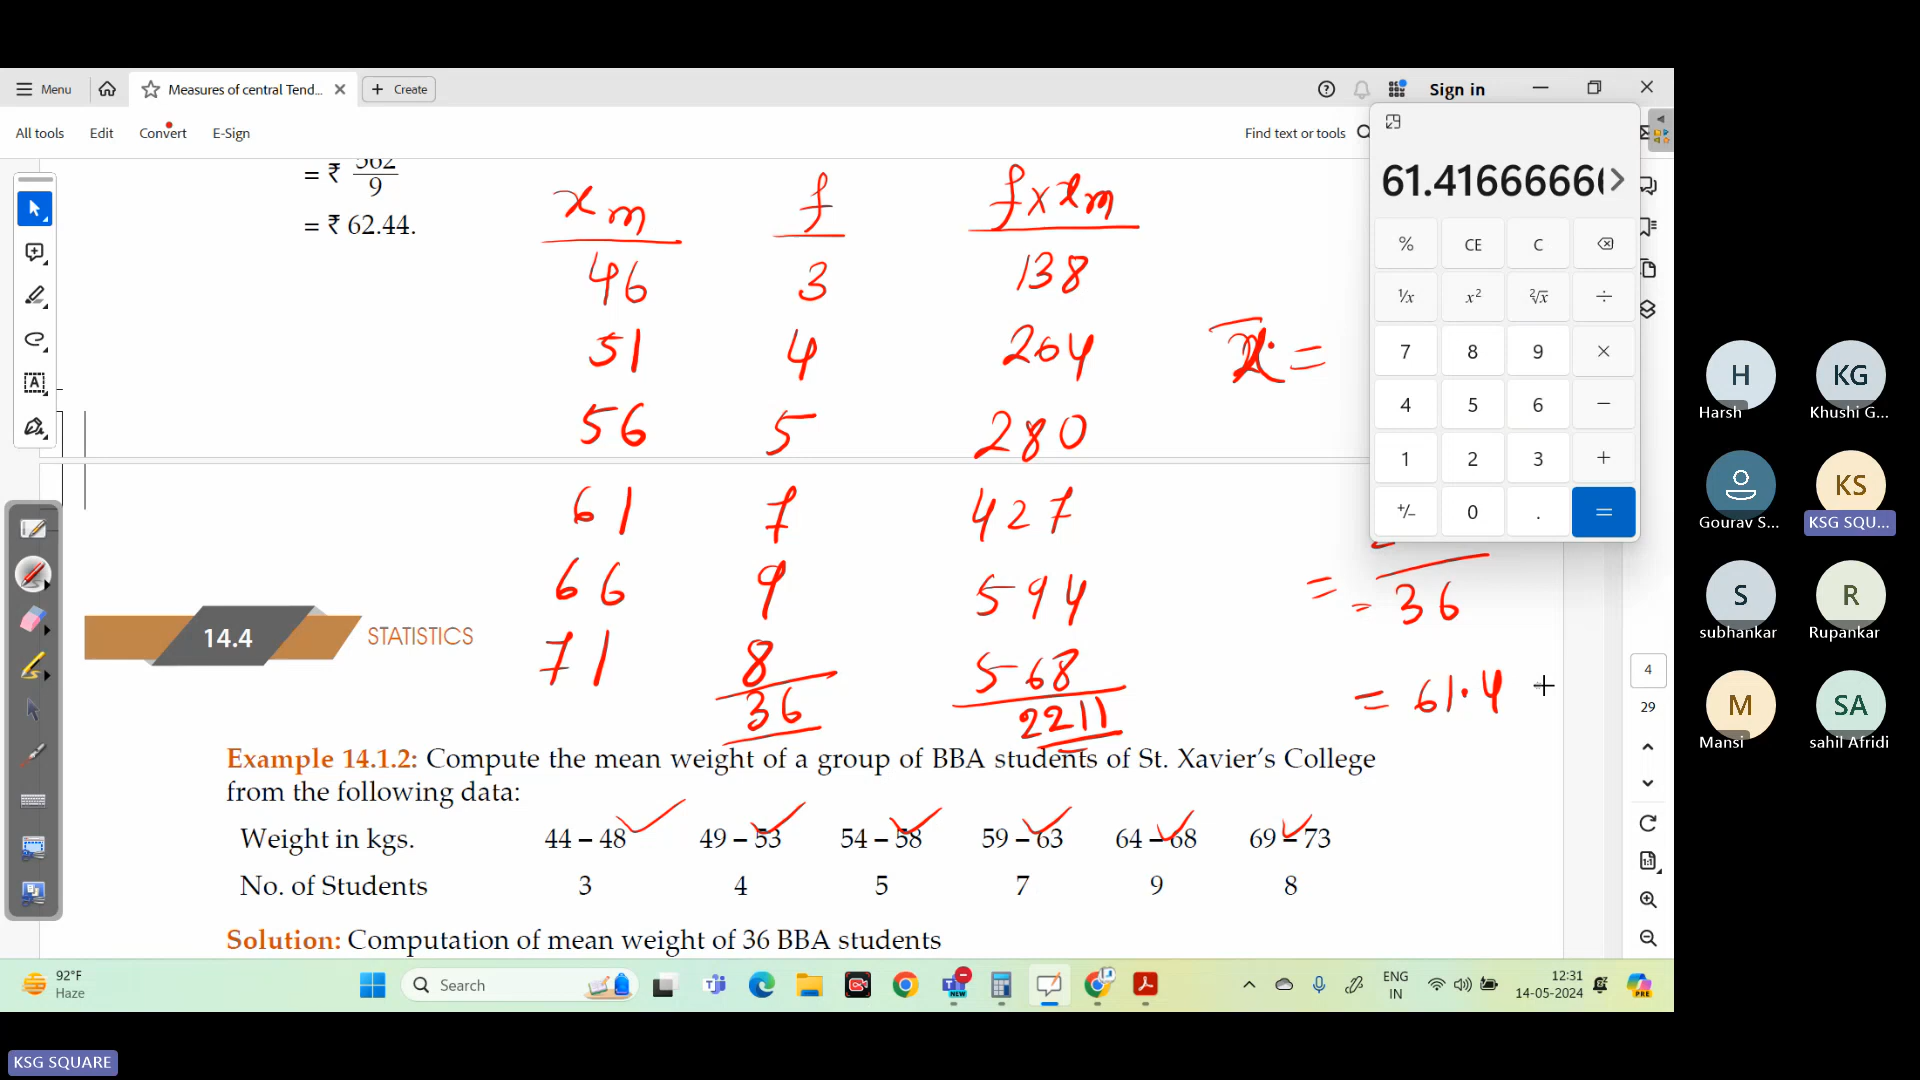 Menu
Measures of central Tend...
Create
Sign in
All tools
Edit
Convert
E-Sign
Find text or tools
= ₹ 562/9
= ₹ 62.44.
xm f f×xm
46 3 138
51 4 204
56 5 280
61 7 427
66 9 594
71 8 568
36 2211
x̄ =
= = 36
= 61.4
61.4166666
% CE C
1/x x² ²√x ÷
7 8 9 ×
4 5 6 −
1 2 3 +
+/− 0 . =
14.4 STATISTICS
Example 14.1.2: Compute the mean weight of a group of BBA students of St. Xavier's College
from the following data:
Weight in kgs. 44 – 48 49 – 53 54 – 58 59 – 63 64 – 68 69 – 73
No. of Students 3 4 5 7 9 8
Solution: Computation of mean weight of 36 BBA students
4
29
H
Harsh
KG
Khushi G...
Gourav S...
KS
KSG SQU...
S
subhankar
R
Rupankar
M
Mansi
SA
sahil Afridi
92°F
Haze
Search
NEW
ENG
IN
12:31
14-05-2024
PRE
KSG SQUARE